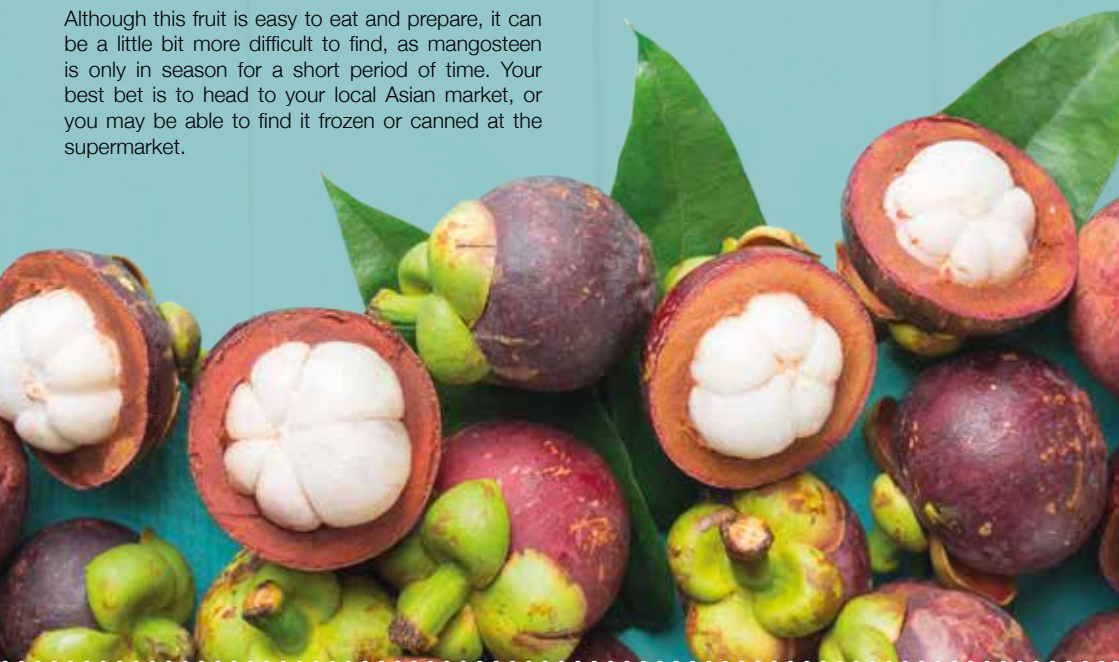 Although this fruit is easy to eat and prepare, it can
be a little bit more difficult to find, as mangosteen
is only in season for a short period of time. Your
best bet is to head to your local Asian market, or
you may be able to find it frozen or canned at the
supermarket.